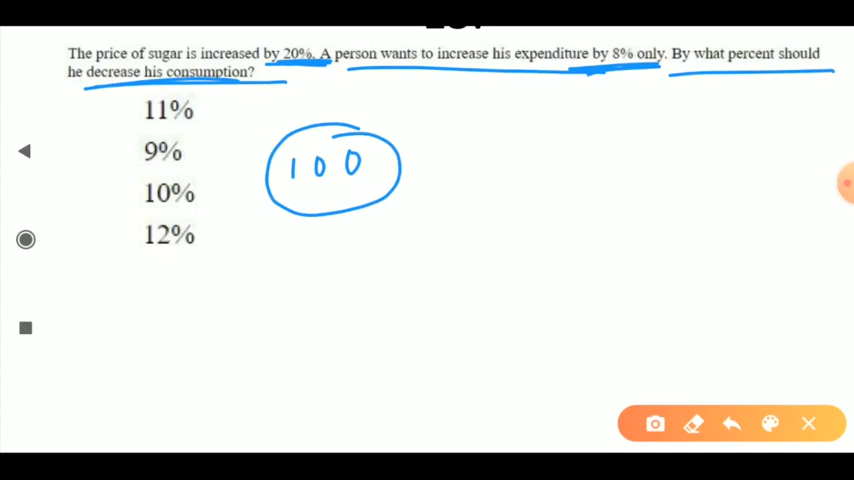 The price of sugar is increased by 20%. A person wants to increase his expenditure by 8% only. By what percent should
he decrease his consumption?
11%
9%
10%
12%
100